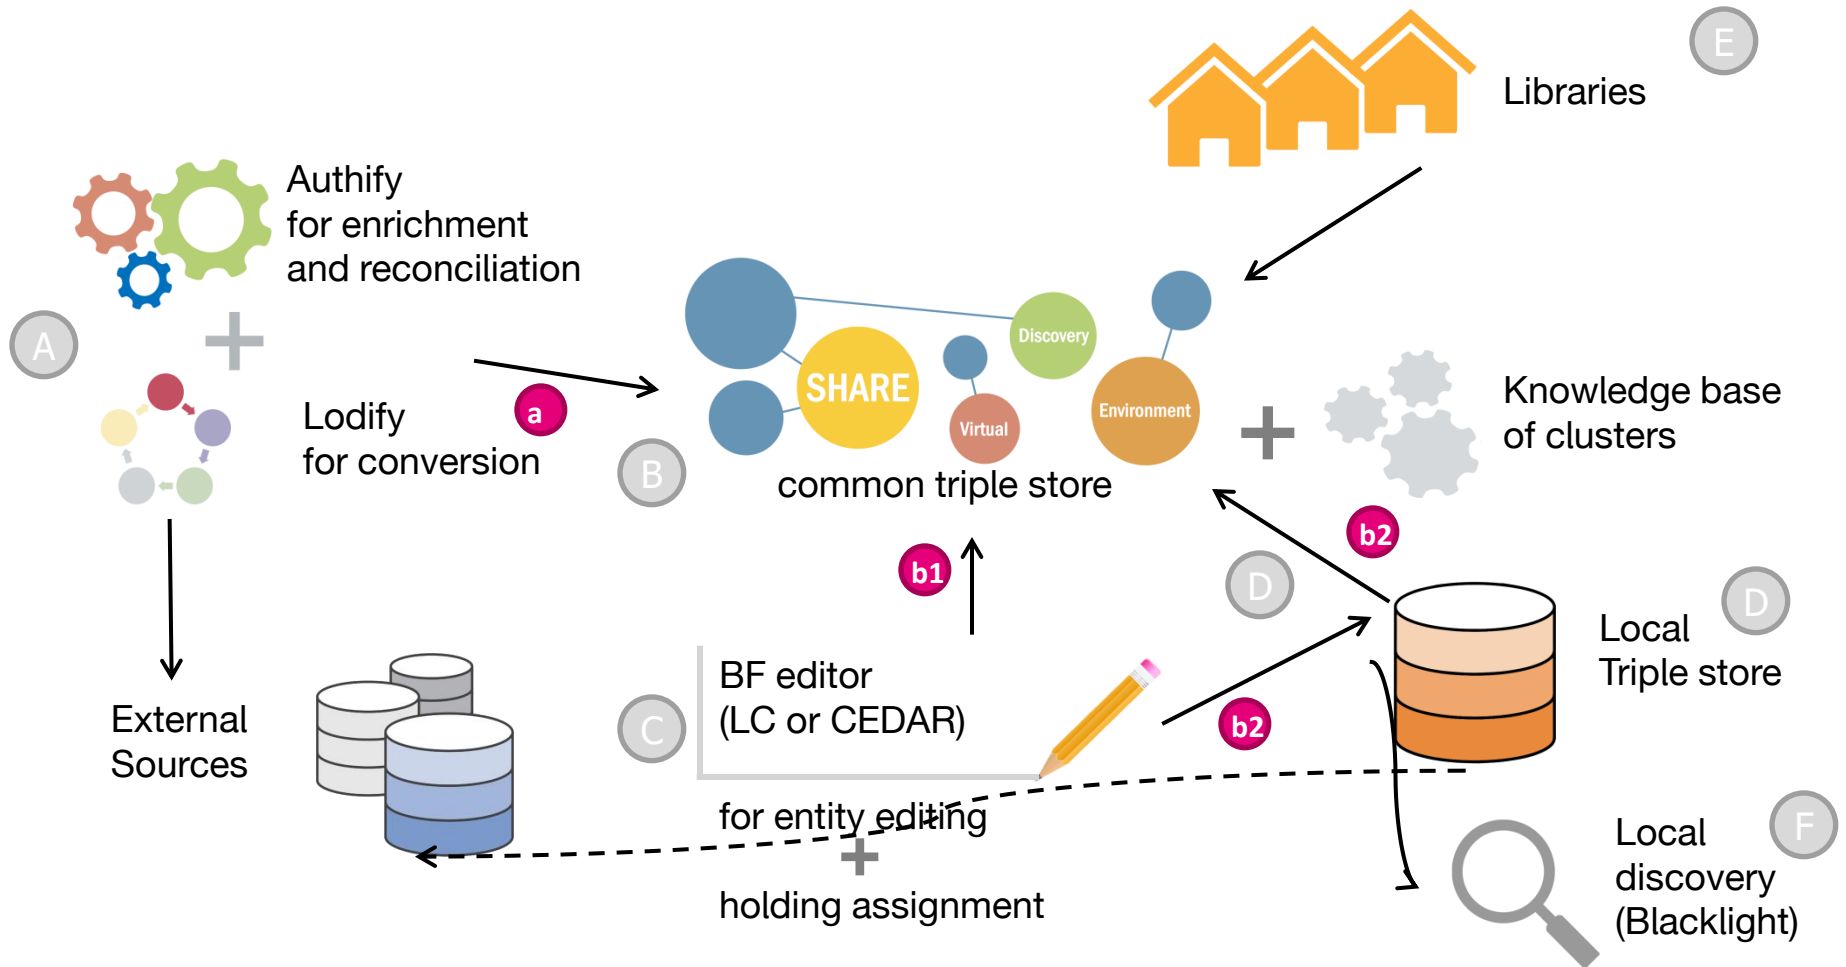 E
Libraries
Authify
for enrichment
and reconciliation
A
Lodify
for conversion
a
B
SHARE
Virtual
Discovery
Environment
common triple store
Knowledge base
of clusters
b1
b2
D
D
Local
Triple store
External
Sources
C
BF editor
(LC or CEDAR)
b2
for entity editing
holding assignment
F
Local
discovery
(Blacklight)